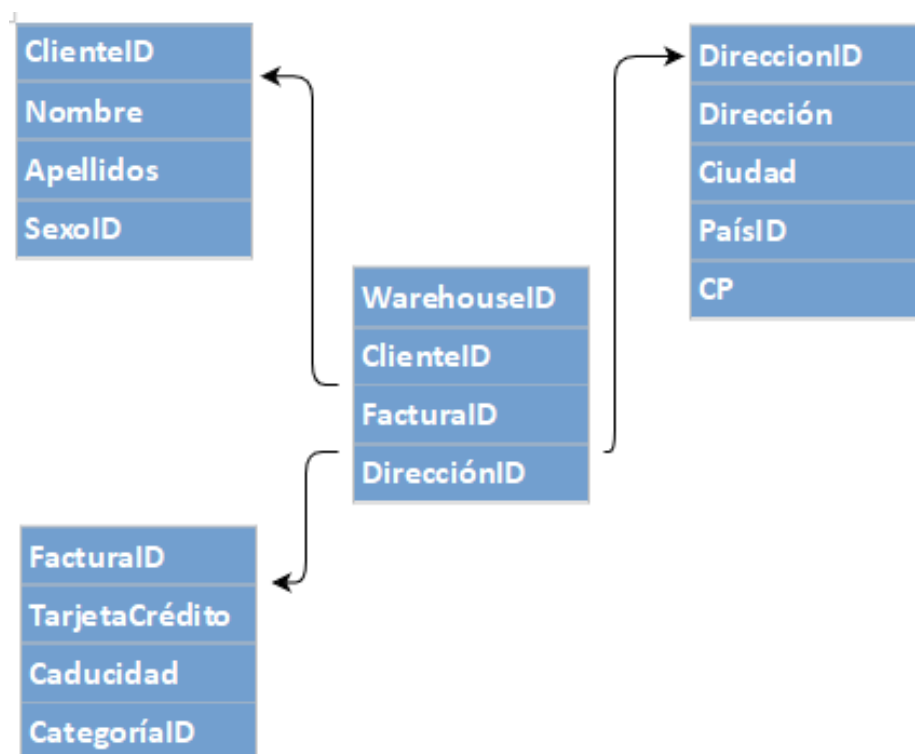 ClienteID
Nombre
Apellidos
SexoID
DireccionID
Dirección
Ciudad
PaísID
CP
WarehouseID
ClienteID
FacturaID
DirecciónID
FacturaID
TarjetaCrédito
Caducidad
CategoríaID